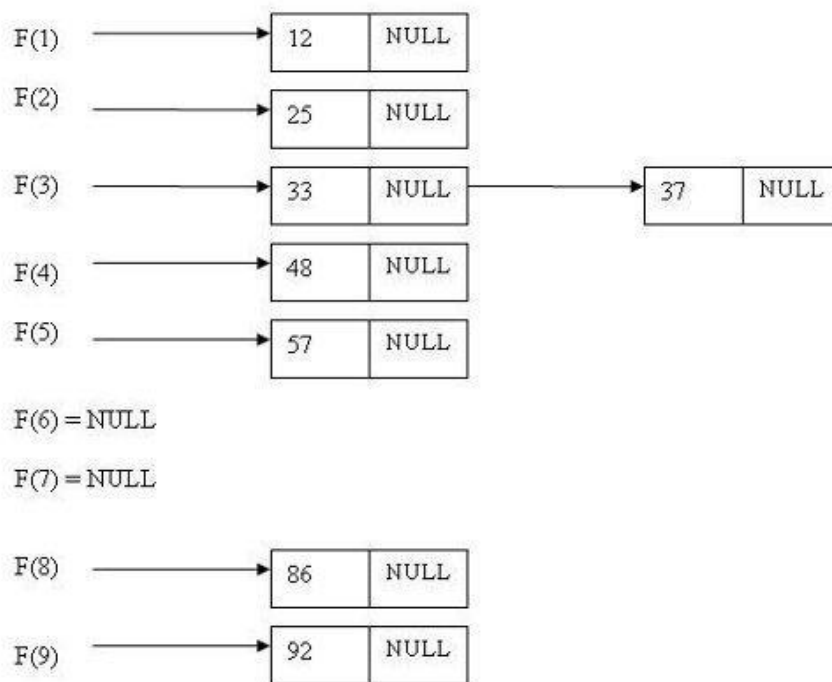 F(1) 12 NULL
F(2) 25 NULL
F(3) 33 NULL 37 NULL
F(4) 48 NULL
F(5) 57 NULL
F(6) = NULL
F(7) = NULL
F(8) 86 NULL
F(9) 92 NULL